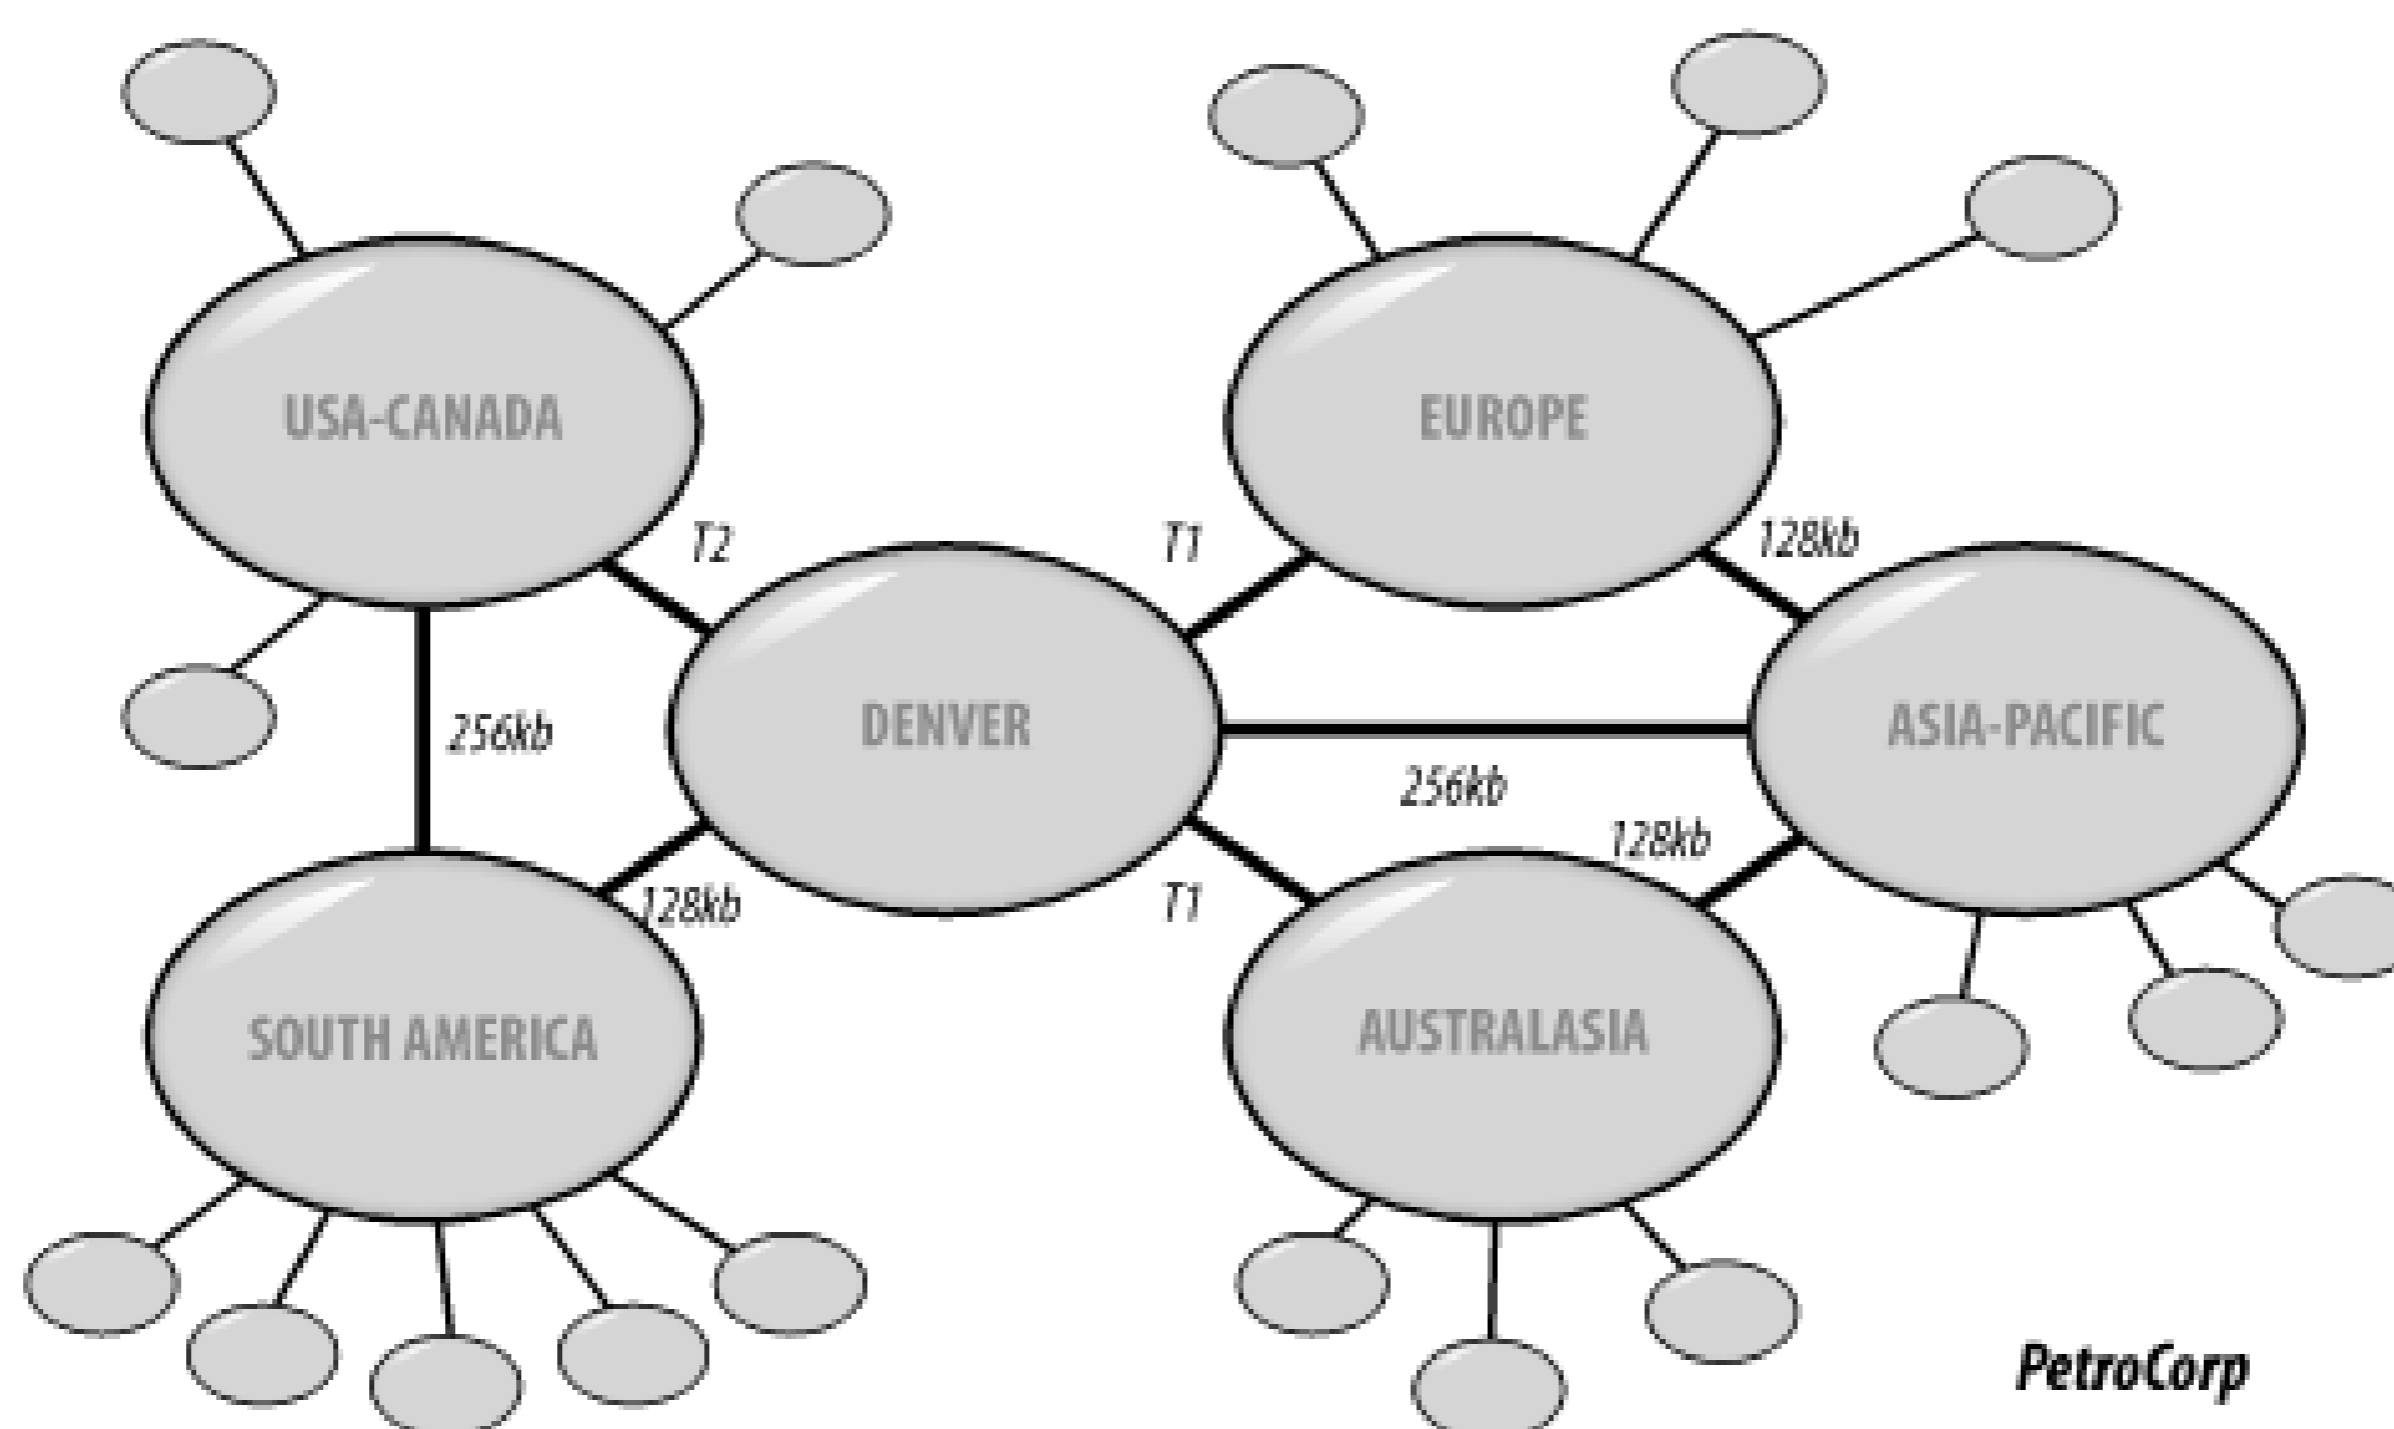 USA-CANADA
EUROPE
T2
T1
128kb
256kb
DENVER
ASIA-PACIFIC
256kb
128kb
128kb
T1
SOUTH AMERICA
AUSTRALASIA
PetroCorp